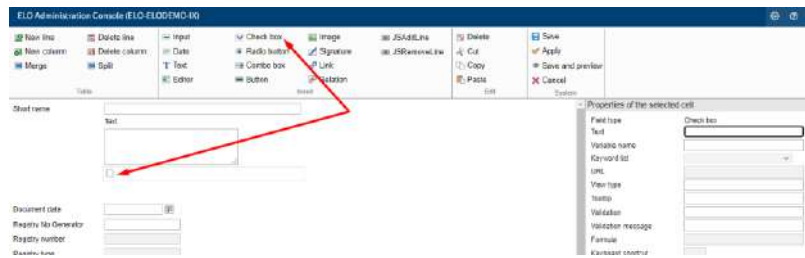 ELO Administration Console (ELO-ELODEMO-IX)
New line Delete line Input Check box Image JSAddLine Delete Save
New column Delete column Date Radio button Signature JSRemoveLine Cut Apply
Merge Split Text Combo box Link Copy Save and preview
Editor Button Relation Paste Cancel
Table Insert Edit System
Short name
Text
Document date
Registry No Generator
Registry number
Registry type
Properties of the selected cell
Field type Check box
Text
Variable name
Keyword list
URL
View type
Tooltip
Validation
Validation message
Formula
Keyboard shortcut